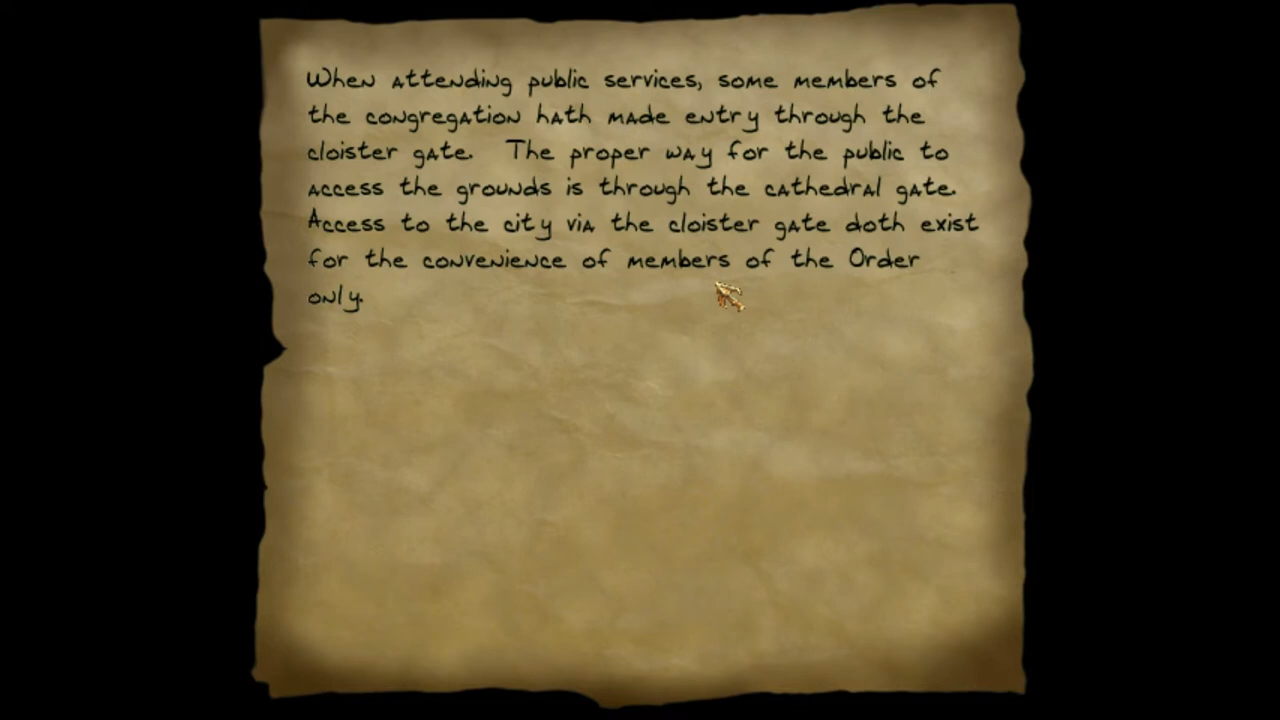 When attending public services, some members of
the congregation hath made entry through the
cloister gate.  The proper way for the public to
access the grounds is through the cathedral gate.
Access to the city via the cloister gate doth exist
for the convenience of members of the Order
only.